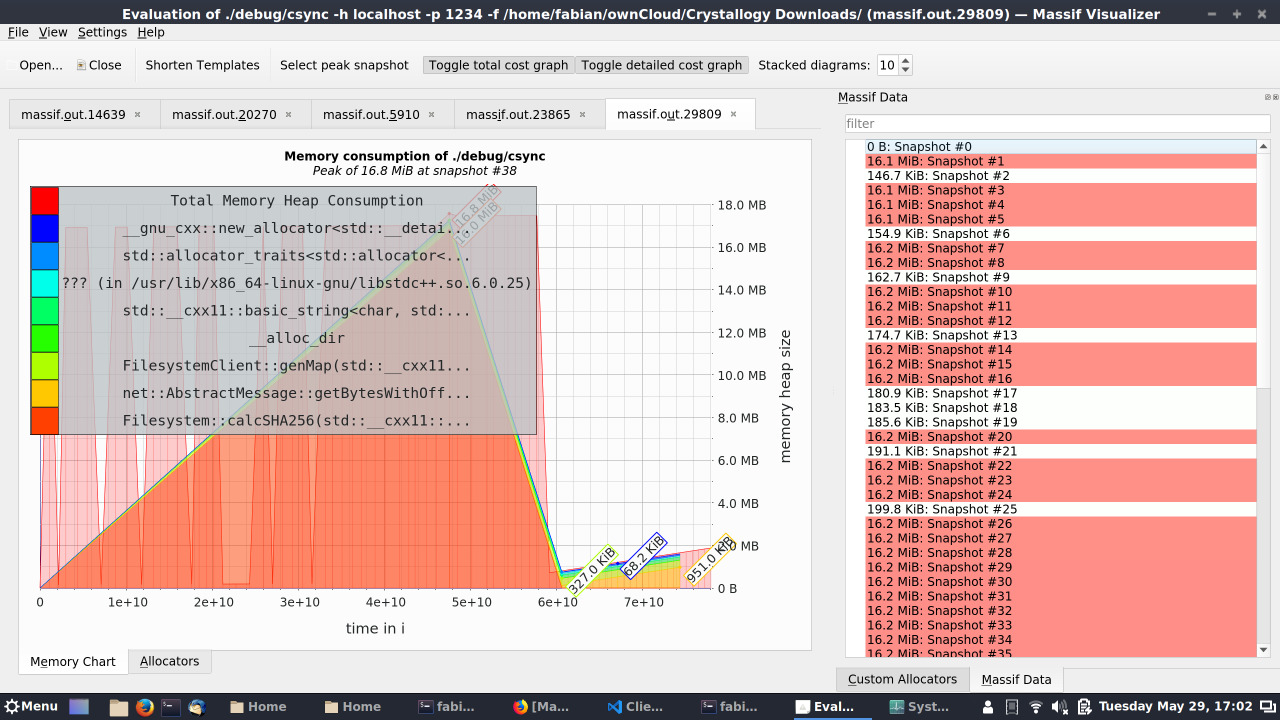 Evaluation of ./debug/csync -h localhost -p 1234 -f /home/fabian/ownCloud/Crystallogy Downloads/ (massif.out.29809) — Massif Visualizer
File View Settings Help
Open... Close Shorten Templates Select peak snapshot Toggle total cost graph Toggle detailed cost graph Stacked diagrams: 10
massif.out.14639 massif.out.20270 massif.out.5910 massif.out.23865 massif.out.29809
Memory consumption of ./debug/csync
Peak of 16.8 MiB at snapshot #38
Total Memory Heap Consumption
__gnu_cxx::new_allocator<std::__detai...
std::allocator_traits<std::allocator<...
??? (in /usr/lib/x86_64-linux-gnu/libstdc++.so.6.0.25)
std::__cxx11::basic_string<char, std:...
__alloc_dir
FilesystemClient::genMap(std::__cxx11...
net::AbstractMessage::getBytesWithOff...
Filesystem::calcSHA256(std::__cxx11::...
16.8 MiB
16.0 MiB
327.0 KiB
68.2 KiB
951.0 KiB
18.0 MB
16.0 MB
14.0 MB
12.0 MB
10.0 MB
8.0 MB
6.0 MB
4.0 MB
0 B
memory heap size
0 1e+10 2e+10 3e+10 4e+10 5e+10 6e+10 7e+10
time in i
Memory Chart Allocators
Massif Data
filter
0 B: Snapshot #0
16.1 MiB: Snapshot #1
146.7 KiB: Snapshot #2
16.1 MiB: Snapshot #3
16.1 MiB: Snapshot #4
16.1 MiB: Snapshot #5
154.9 KiB: Snapshot #6
16.2 MiB: Snapshot #7
16.2 MiB: Snapshot #8
162.7 KiB: Snapshot #9
16.2 MiB: Snapshot #10
16.2 MiB: Snapshot #11
16.2 MiB: Snapshot #12
174.7 KiB: Snapshot #13
16.2 MiB: Snapshot #14
16.2 MiB: Snapshot #15
16.2 MiB: Snapshot #16
180.9 KiB: Snapshot #17
183.5 KiB: Snapshot #18
185.6 KiB: Snapshot #19
16.2 MiB: Snapshot #20
191.1 KiB: Snapshot #21
16.2 MiB: Snapshot #22
16.2 MiB: Snapshot #23
16.2 MiB: Snapshot #24
199.8 KiB: Snapshot #25
16.2 MiB: Snapshot #26
16.2 MiB: Snapshot #27
16.2 MiB: Snapshot #28
16.2 MiB: Snapshot #29
16.2 MiB: Snapshot #30
16.2 MiB: Snapshot #31
16.2 MiB: Snapshot #32
16.2 MiB: Snapshot #33
16.2 MiB: Snapshot #34
16.2 MiB: Snapshot #35
Custom Allocators Massif Data
Menu Home Home fabi... [Ma... Clie... fabi... Eval... Syst... Tuesday May 29, 17:02